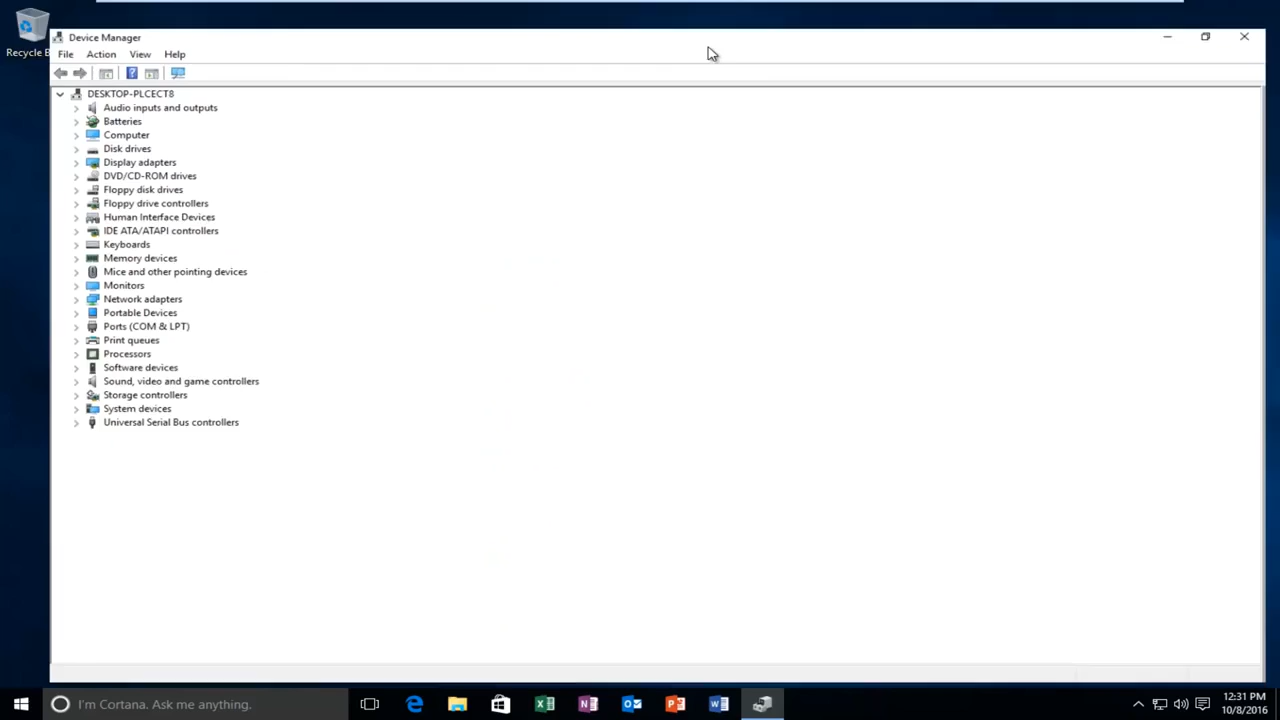 Recycle B
Device Manager
File Action View Help
DESKTOP-PLCECT8
Audio inputs and outputs
Batteries
Computer
Disk drives
Display adapters
DVD/CD-ROM drives
Floppy disk drives
Floppy drive controllers
Human Interface Devices
IDE ATA/ATAPI controllers
Keyboards
Memory devices
Mice and other pointing devices
Monitors
Network adapters
Portable Devices
Ports (COM & LPT)
Print queues
Processors
Software devices
Sound, video and game controllers
Storage controllers
System devices
Universal Serial Bus controllers
I'm Cortana. Ask me anything.
12:31 PM
10/8/2016